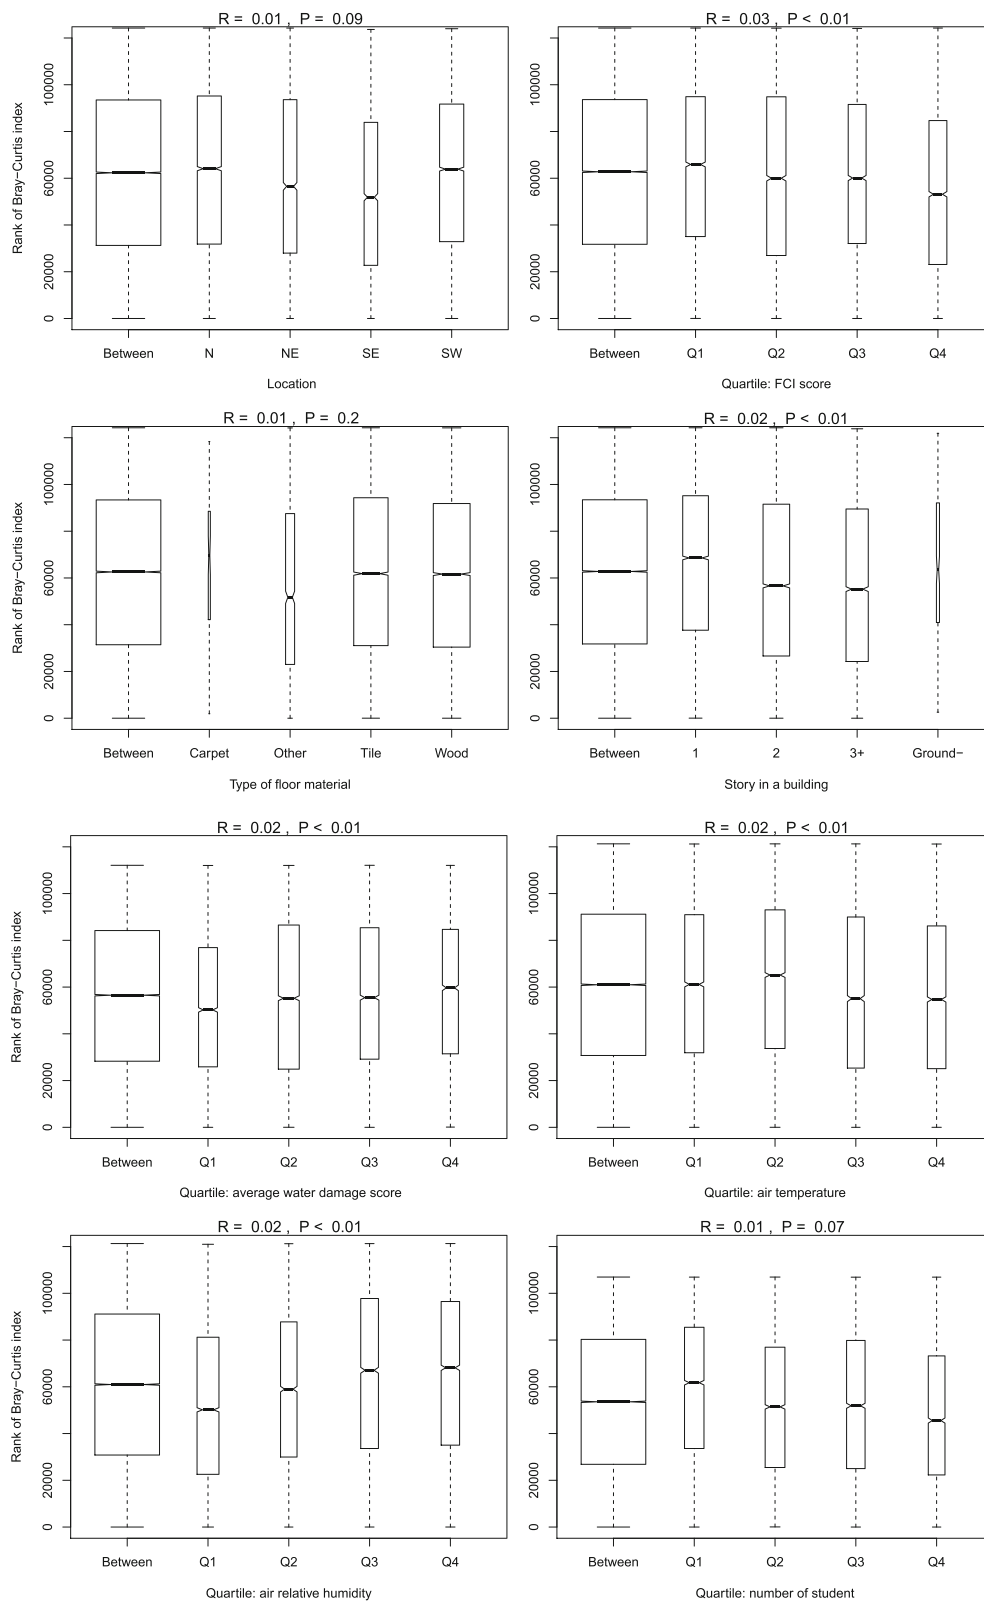 R = 0.01 , P = 0.09
Rank of Bray−Curtis index
0 20000 60000 100000
Between N NE SE SW
Location
R = 0.03 , P < 0.01
0 20000 60000 100000
Between Q1 Q2 Q3 Q4
Quartile: FCI score
R = 0.01 , P = 0.2
Rank of Bray−Curtis index
0 20000 60000 100000
Between Carpet Other Tile Wood
Type of floor material
R = 0.02 , P < 0.01
0 20000 60000 100000
Between 1 2 3+ Ground−
Story in a building
R = 0.02 , P < 0.01
Rank of Bray−Curtis index
0 20000 60000 100000
Between Q1 Q2 Q3 Q4
Quartile: average water damage score
R = 0.02 , P < 0.01
0 20000 60000 100000
Between Q1 Q2 Q3 Q4
Quartile: air temperature
R = 0.02 , P < 0.01
Rank of Bray−Curtis index
0 20000 60000 100000
Between Q1 Q2 Q3 Q4
Quartile: air relative humidity
R = 0.01 , P = 0.07
0 20000 60000 100000
Between Q1 Q2 Q3 Q4
Quartile: number of student